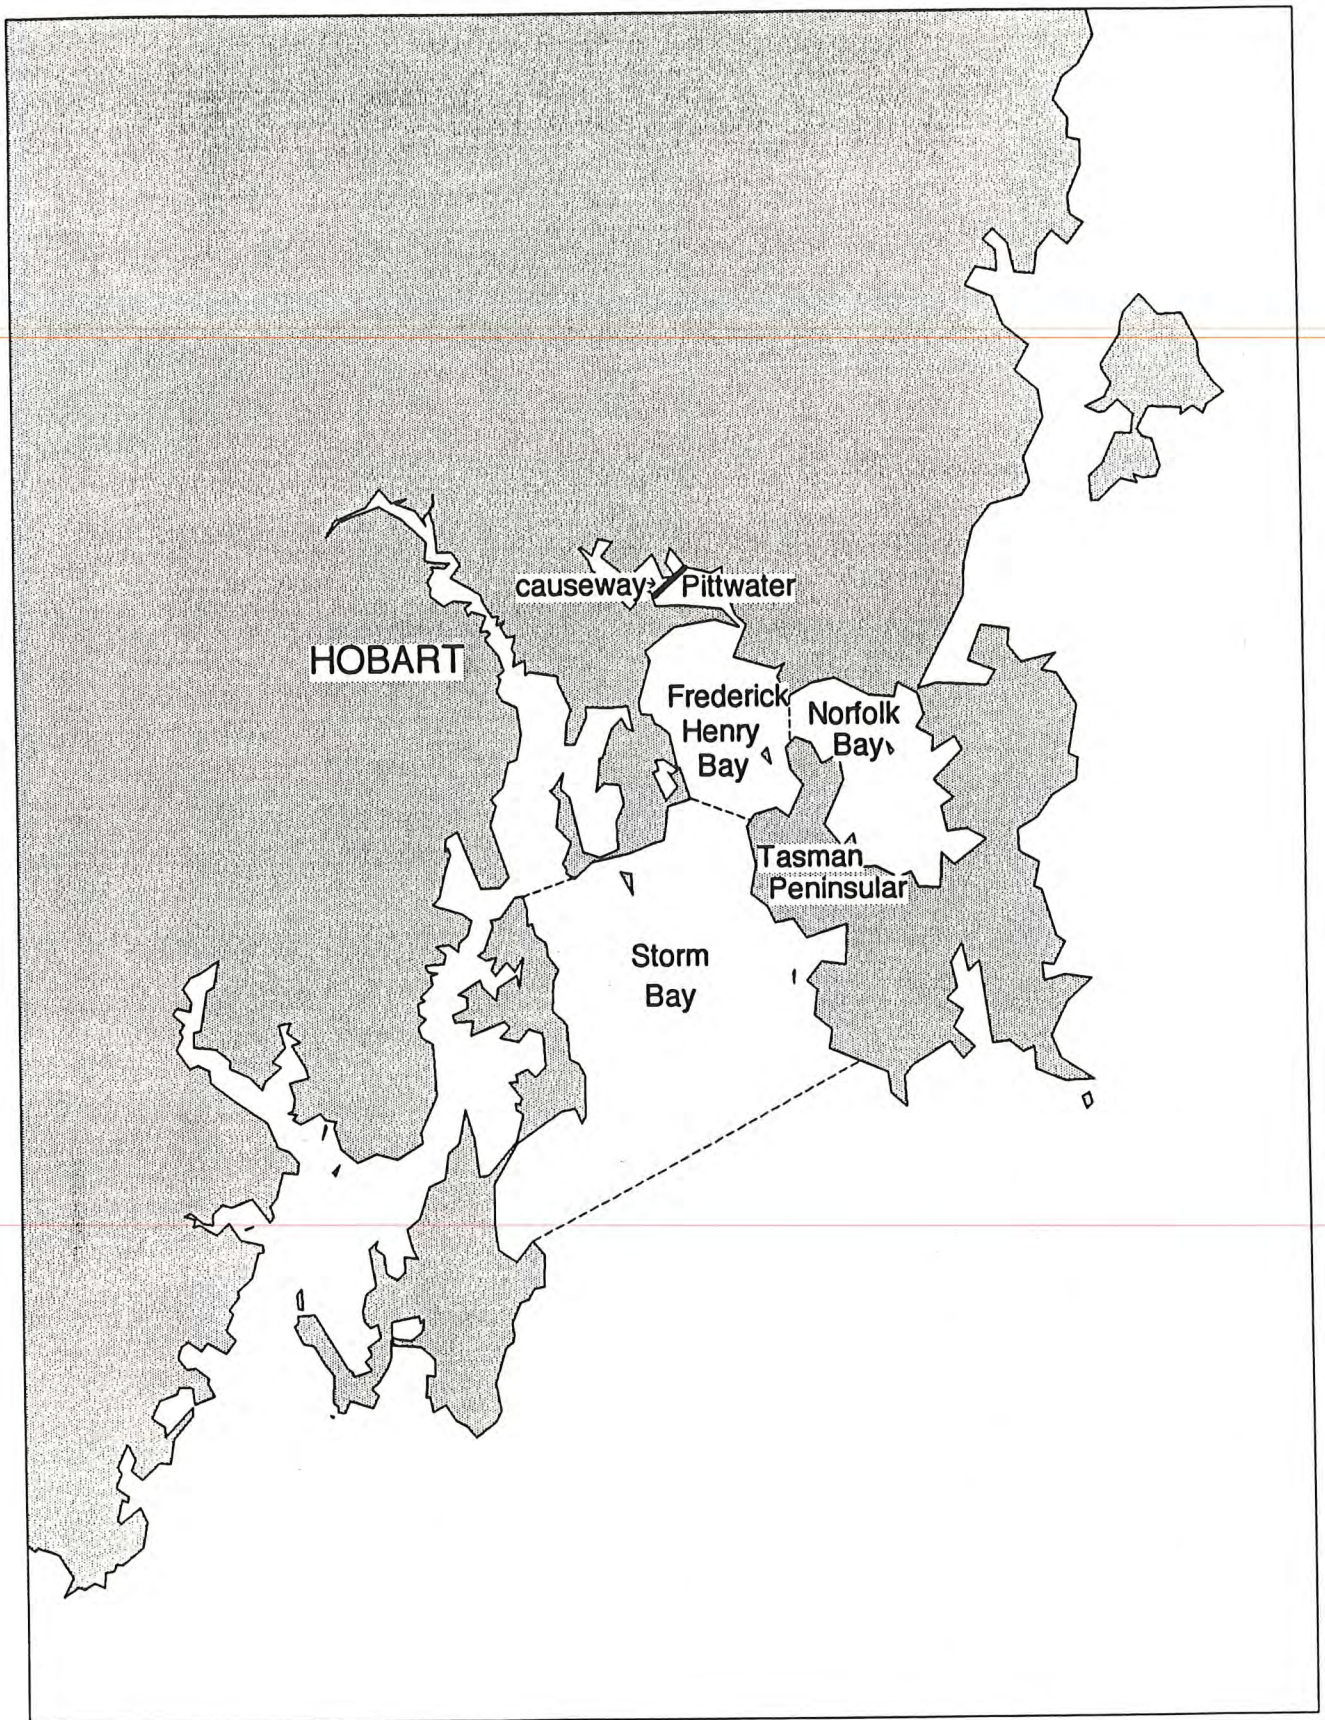 causeway
Pittwater
HOBART
Frederick
Henry
Bay
Norfolk
Bay
Tasman
Peninsular
Storm
Bay